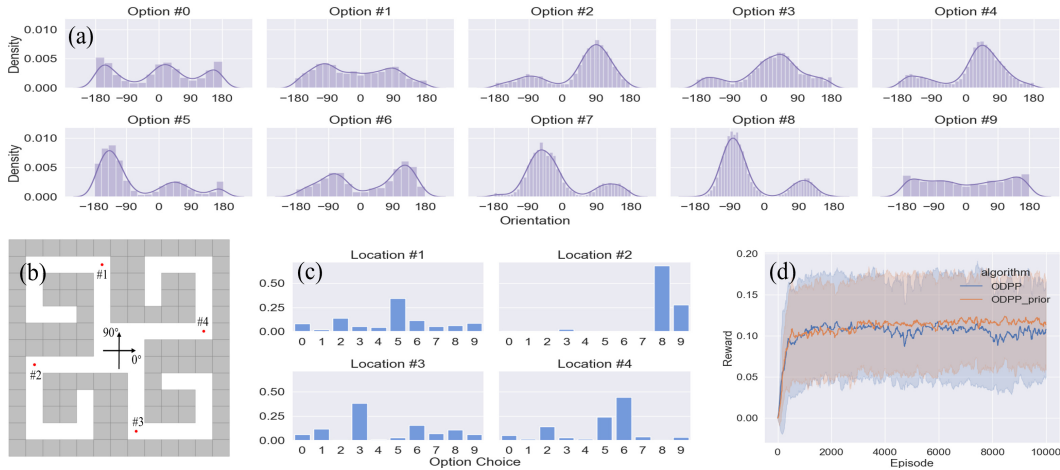 Option #0 Option #1 Option #2 Option #3 Option #4
(a)
Density
0.010
0.005
0.000
-180 -90 0 90 180 -180 -90 0 90 180 -180 -90 0 90 180 -180 -90 0 90 180 -180 -90 0 90 180
Option #5 Option #6 Option #7 Option #8 Option #9
Density
0.010
0.005
0.000
-180 -90 0 90 180 -180 -90 0 90 180 -180 -90 0 90 180 -180 -90 0 90 180 -180 -90 0 90 180
Orientation
(b)
#1
#4
90°
0°
#2
#3
(c)
Location #1 Location #2
0.50
0.25
0.00
0 1 2 3 4 5 6 7 8 9 0 1 2 3 4 5 6 7 8 9
Location #3 Location #4
0.50
0.25
0.00
0 1 2 3 4 5 6 7 8 9 0 1 2 3 4 5 6 7 8 9
Option Choice
(d)
algorithm
ODPP
ODPP_prior
Reward
0.20
0.15
0.10
0.05
0.00
0 2000 4000 6000 8000 10000
Episode